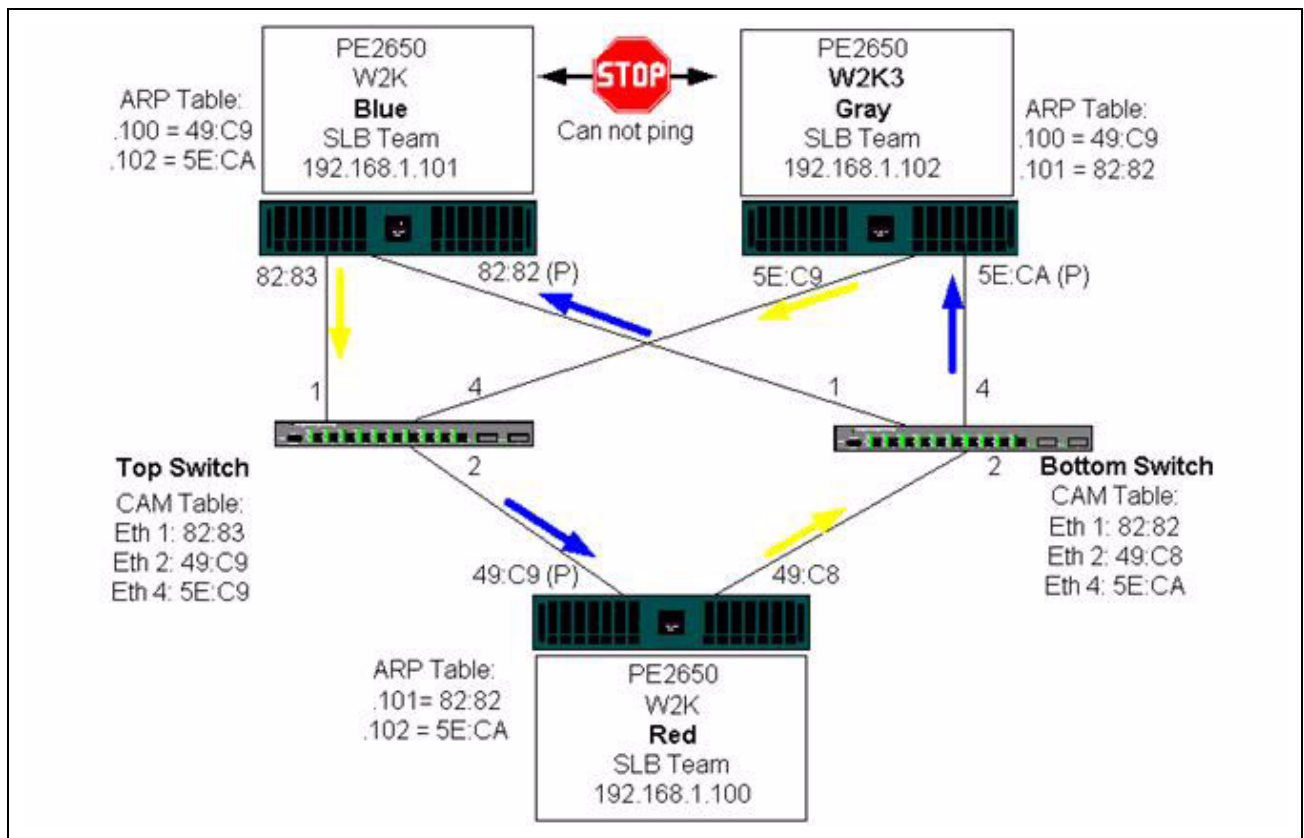 PE2650
W2K
Blue
SLB Team
192.168.1.101
ARP Table:
.100 = 49:C9
.102 = 5E:CA
STOP
Can not ping
PE2650
W2K3
Gray
SLB Team
192.168.1.102
ARP Table:
.100 = 49:C9
.101 = 82:82
82:83
82:82 (P)
5E:C9
5E:CA (P)
1
4
1
4
2
2
Top Switch
CAM Table:
Eth 1: 82:83
Eth 2: 49:C9
Eth 4: 5E:C9
Bottom Switch
CAM Table:
Eth 1: 82:82
Eth 2: 49:C8
Eth 4: 5E:CA
49:C9 (P)
49:C8
ARP Table:
.101= 82:82
.102 = 5E:CA
PE2650
W2K
Red
SLB Team
192.168.1.100